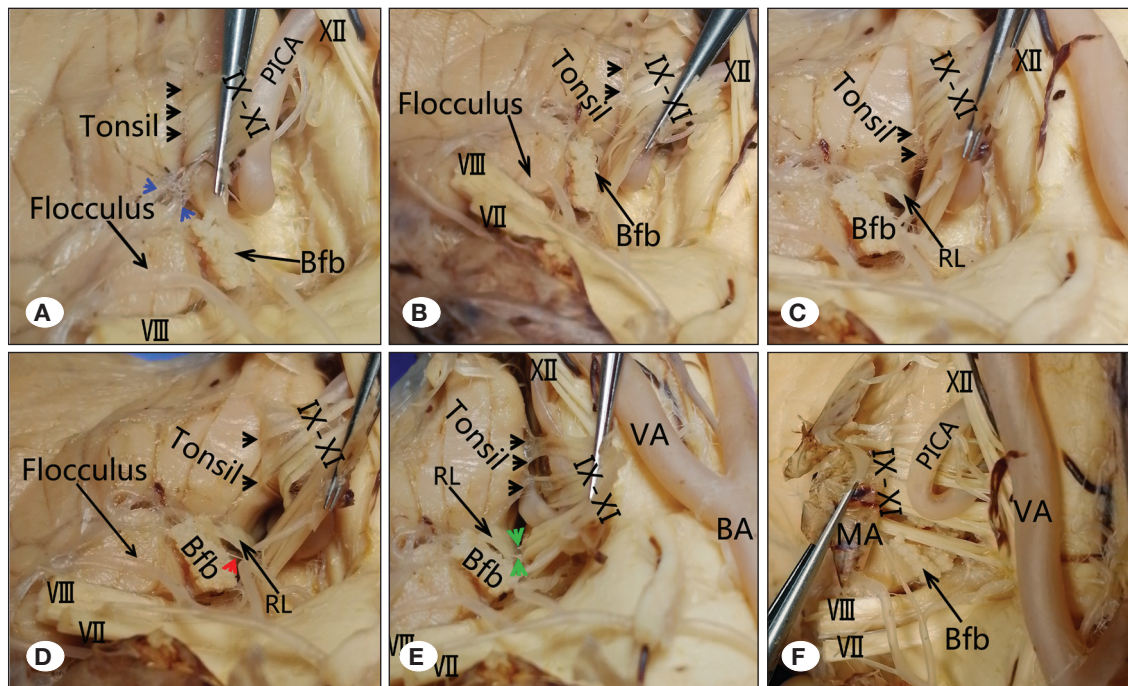 XII
PICA
IX-XI
Tonsil
Flocculus
Bfb
VIII
A
XII
IX-XI
Tonsil
Flocculus
VIII
VII
Bfb
B
XII
IX-XI
Tonsil
Bfb
RL
C
IX-XI
Tonsil
Flocculus
Bfb
RL
VIII
VII
D
XII
Tonsil
VA
RL
IX-XI
Bfb
BA
VIII
VII
E
XII
PICA
IX-XI
VA
MA
VIII
VII
Bfb
F